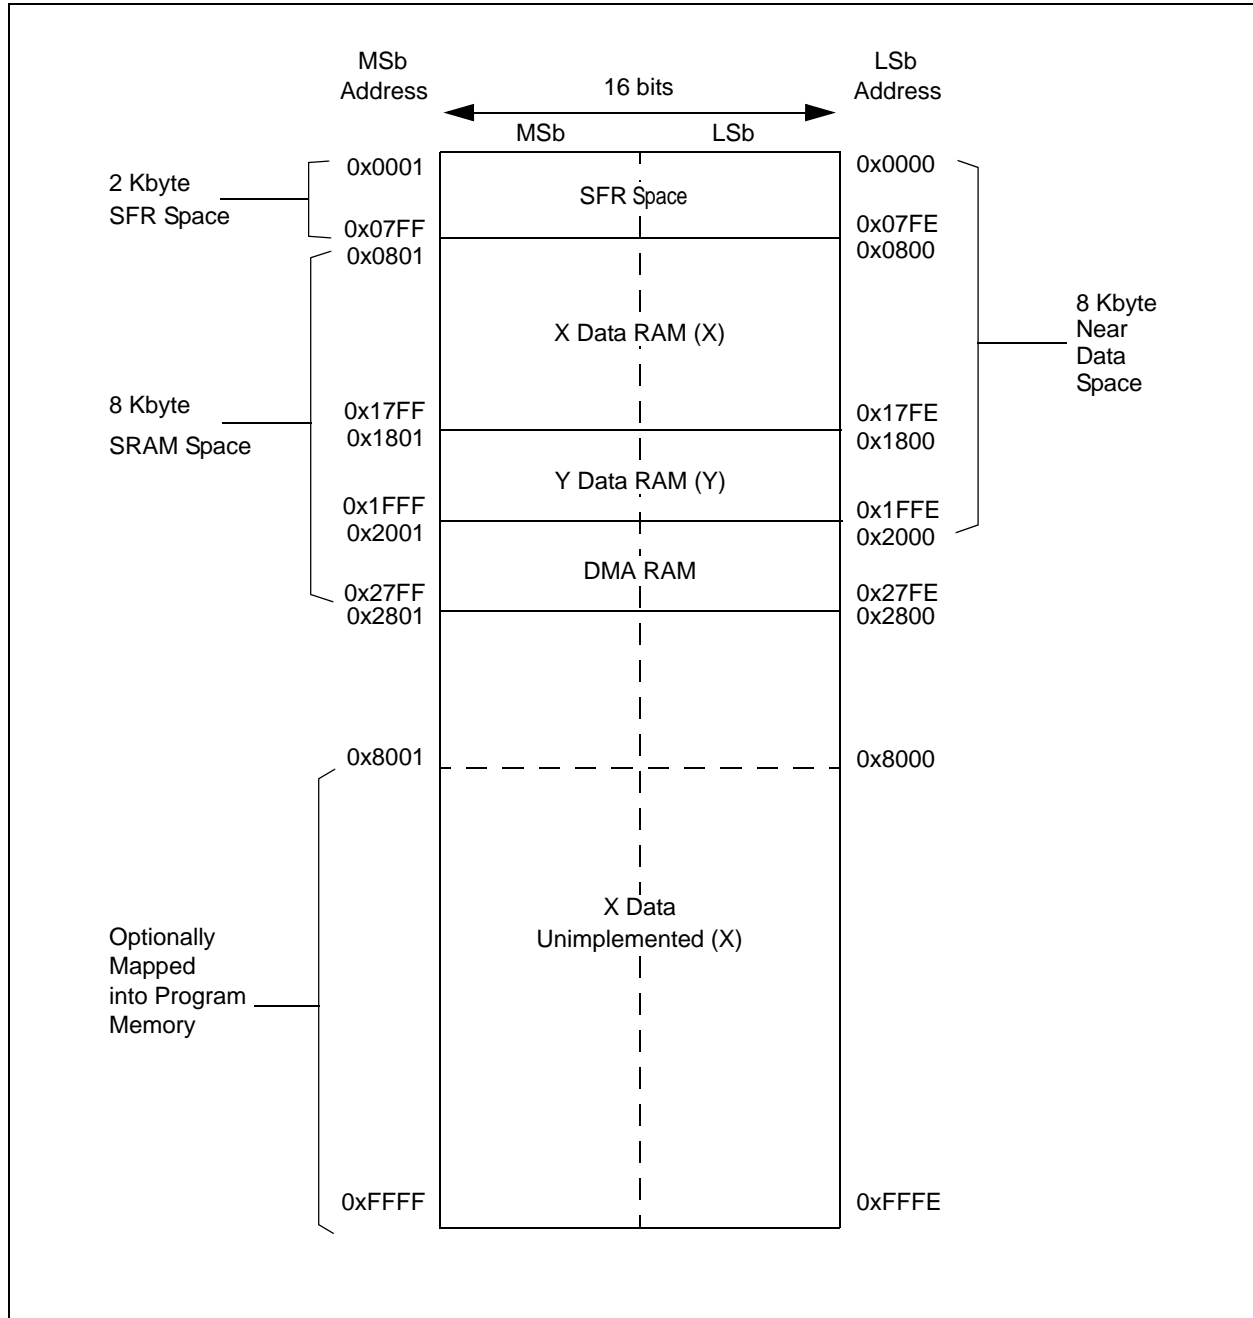 MSb
Address
16 bits
LSb
Address
MSb
LSb
0x0001
0x0000
2 Kbyte
SFR Space
SFR Space
0x07FF
0x07FE
0x0801
0x0800
8 Kbyte
Near
Data
Space
X Data RAM (X)
8 Kbyte
SRAM Space
0x17FF
0x17FE
0x1801
0x1800
Y Data RAM (Y)
0x1FFF
0x1FFE
0x2001
0x2000
DMA RAM
0x27FF
0x27FE
0x2801
0x2800
0x8001
0x8000
X Data
Unimplemented (X)
Optionally
Mapped
into Program
Memory
0xFFFF
0xFFFE